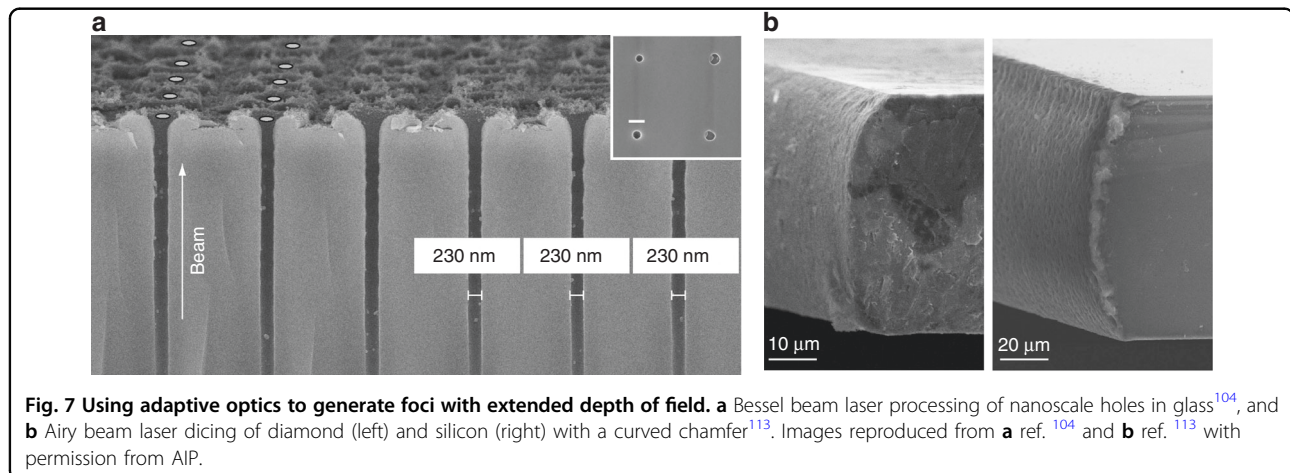 a
b
Beam
230 nm 230 nm 230 nm
10 μm
20 μm
Fig. 7 Using adaptive optics to generate foci with extended depth of field. a Bessel beam laser processing of nanoscale holes in glass104, and
b Airy beam laser dicing of diamond (left) and silicon (right) with a curved chamfer113. Images reproduced from a ref. 104 and b ref. 113 with
permission from AIP.